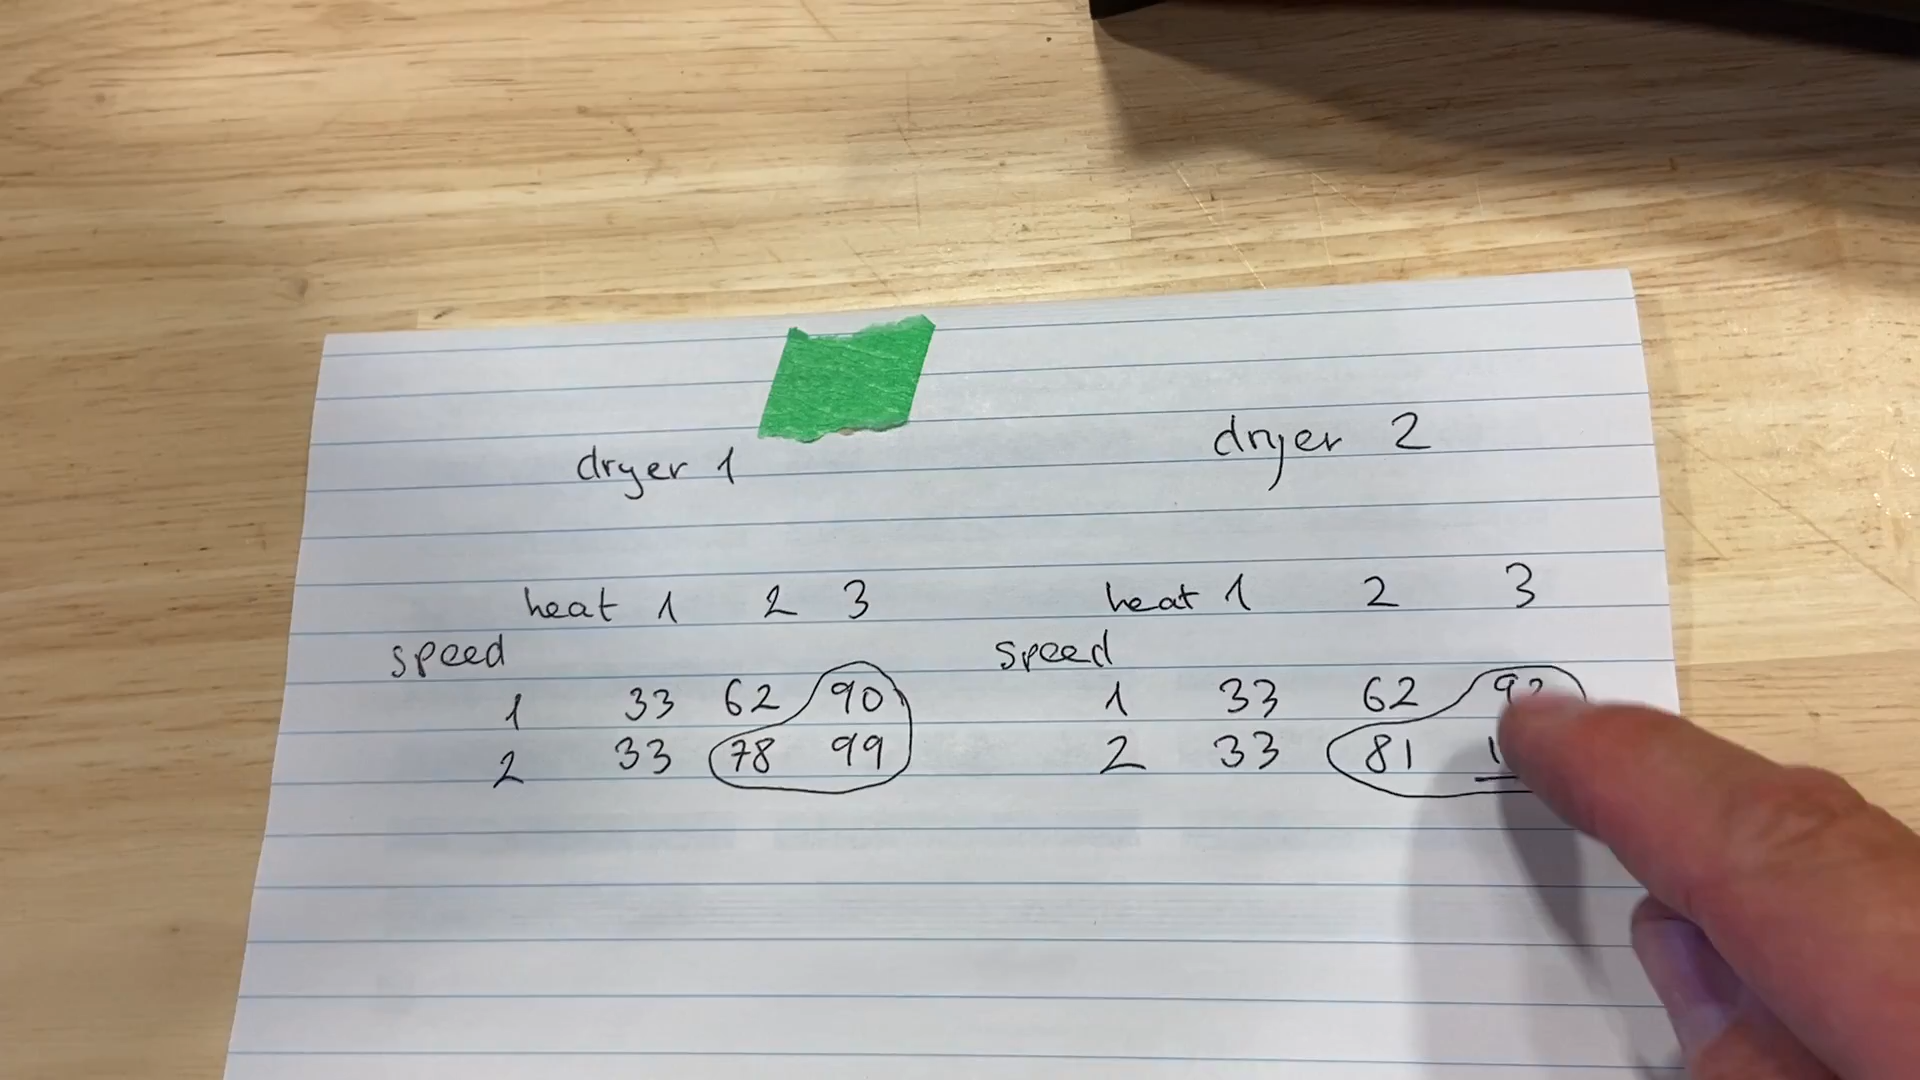 dryer 1 dryer 2
heat 1 2 3 heat 1 2 3
speed speed
1 33 62 90 1 33 62
2 33 78 99 2 33 81